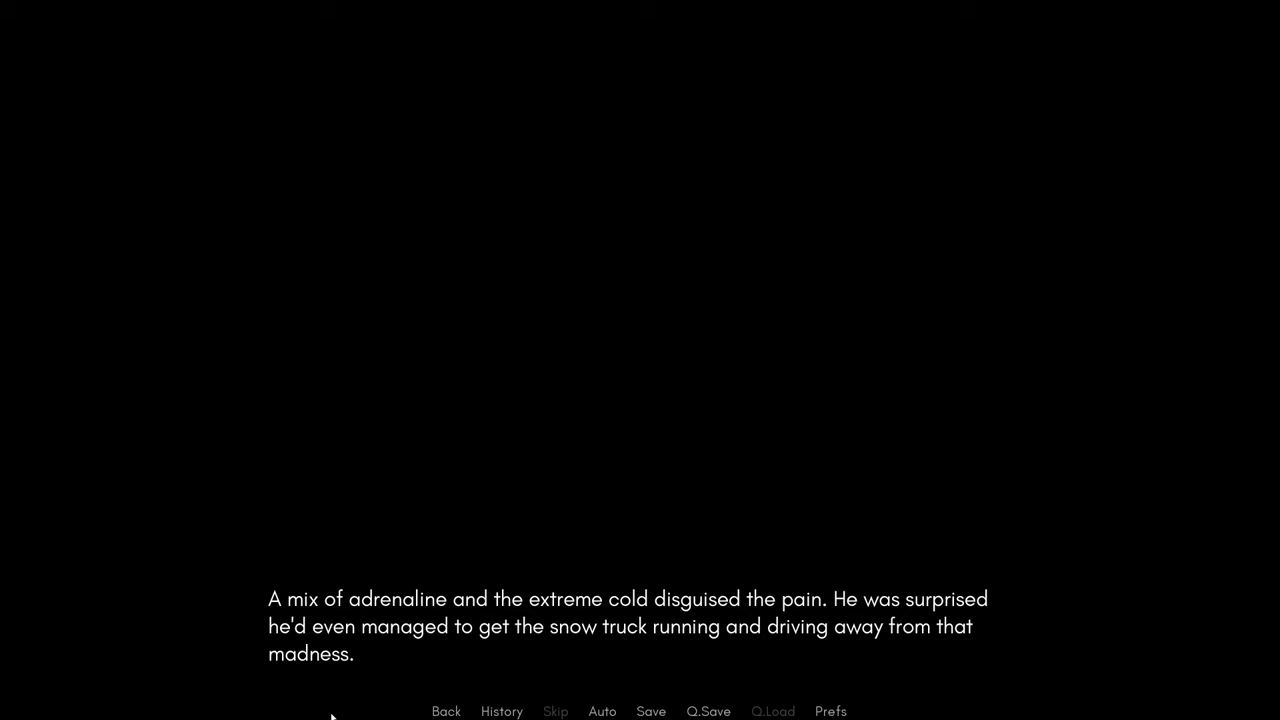 A mix of adrenaline and the extreme cold disguised the pain. He was surprised
he'd even managed to get the snow truck running and driving away from that
madness.
Back History Skip Auto Save Q.Save Q.Load Prefs